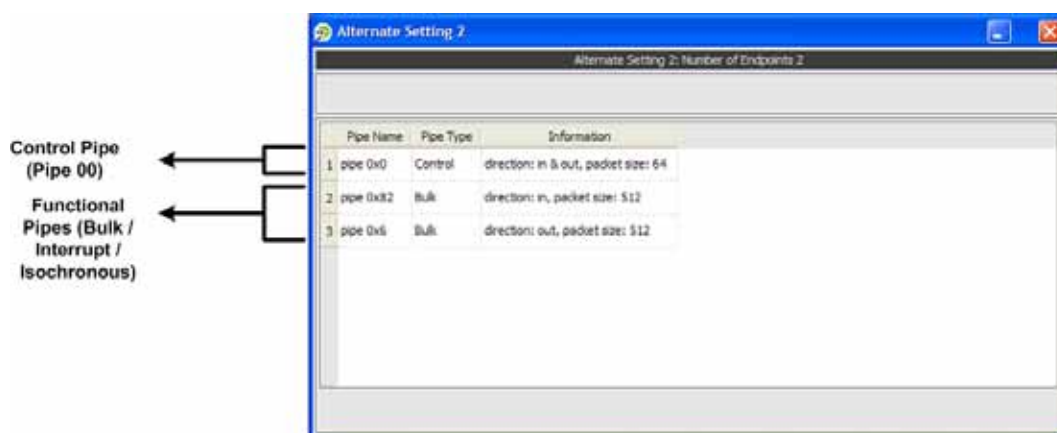 Alternate Setting 2
Alternate Setting 2: Number of Endpoints 2
Pipe Name Pipe Type Information
1 pipe 0x0 Control direction: in & out, packet size: 64
2 pipe 0x82 Bulk direction: in, packet size: 512
3 pipe 0x6 Bulk direction: out, packet size: 512
Control Pipe
(Pipe 00)
Functional
Pipes (Bulk /
Interrupt /
Isochronous)